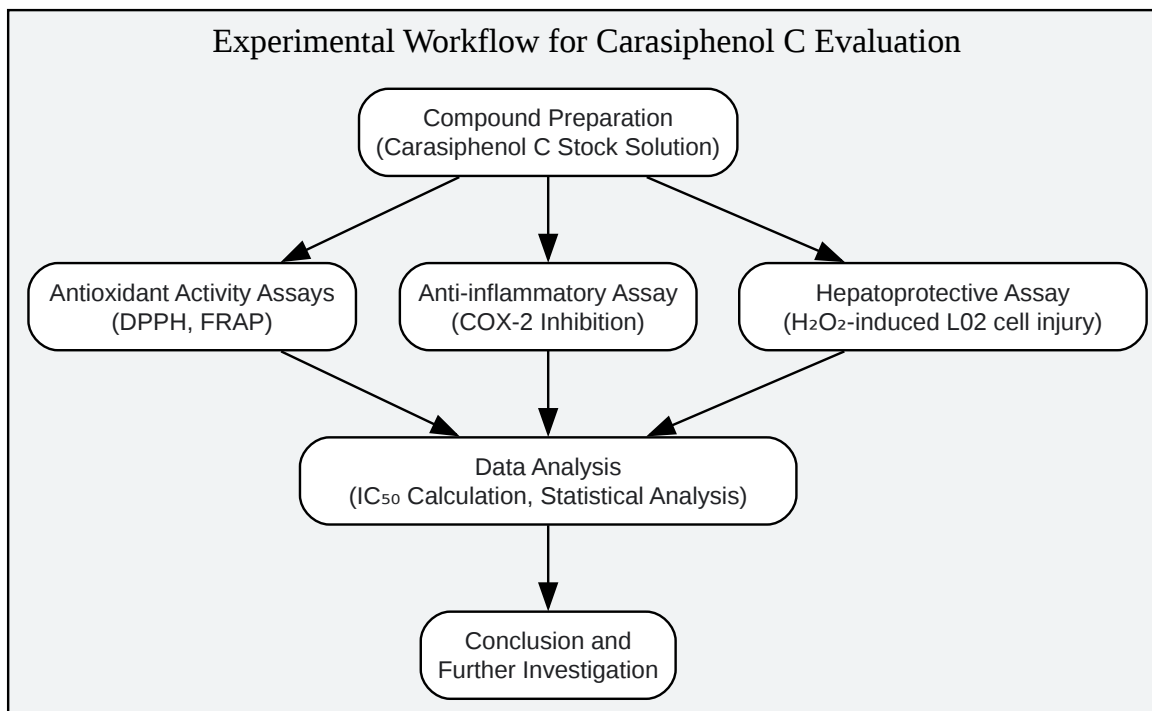 Experimental Workflow for Carasiphenol C Evaluation
Compound Preparation
(Carasiphenol C Stock Solution)
Antioxidant Activity Assays
(DPPH, FRAP)
Anti-inflammatory Assay
(COX-2 Inhibition)
Hepatoprotective Assay
(H₂O₂-induced L02 cell injury)
Data Analysis
(IC₅₀ Calculation, Statistical Analysis)
Conclusion and
Further Investigation